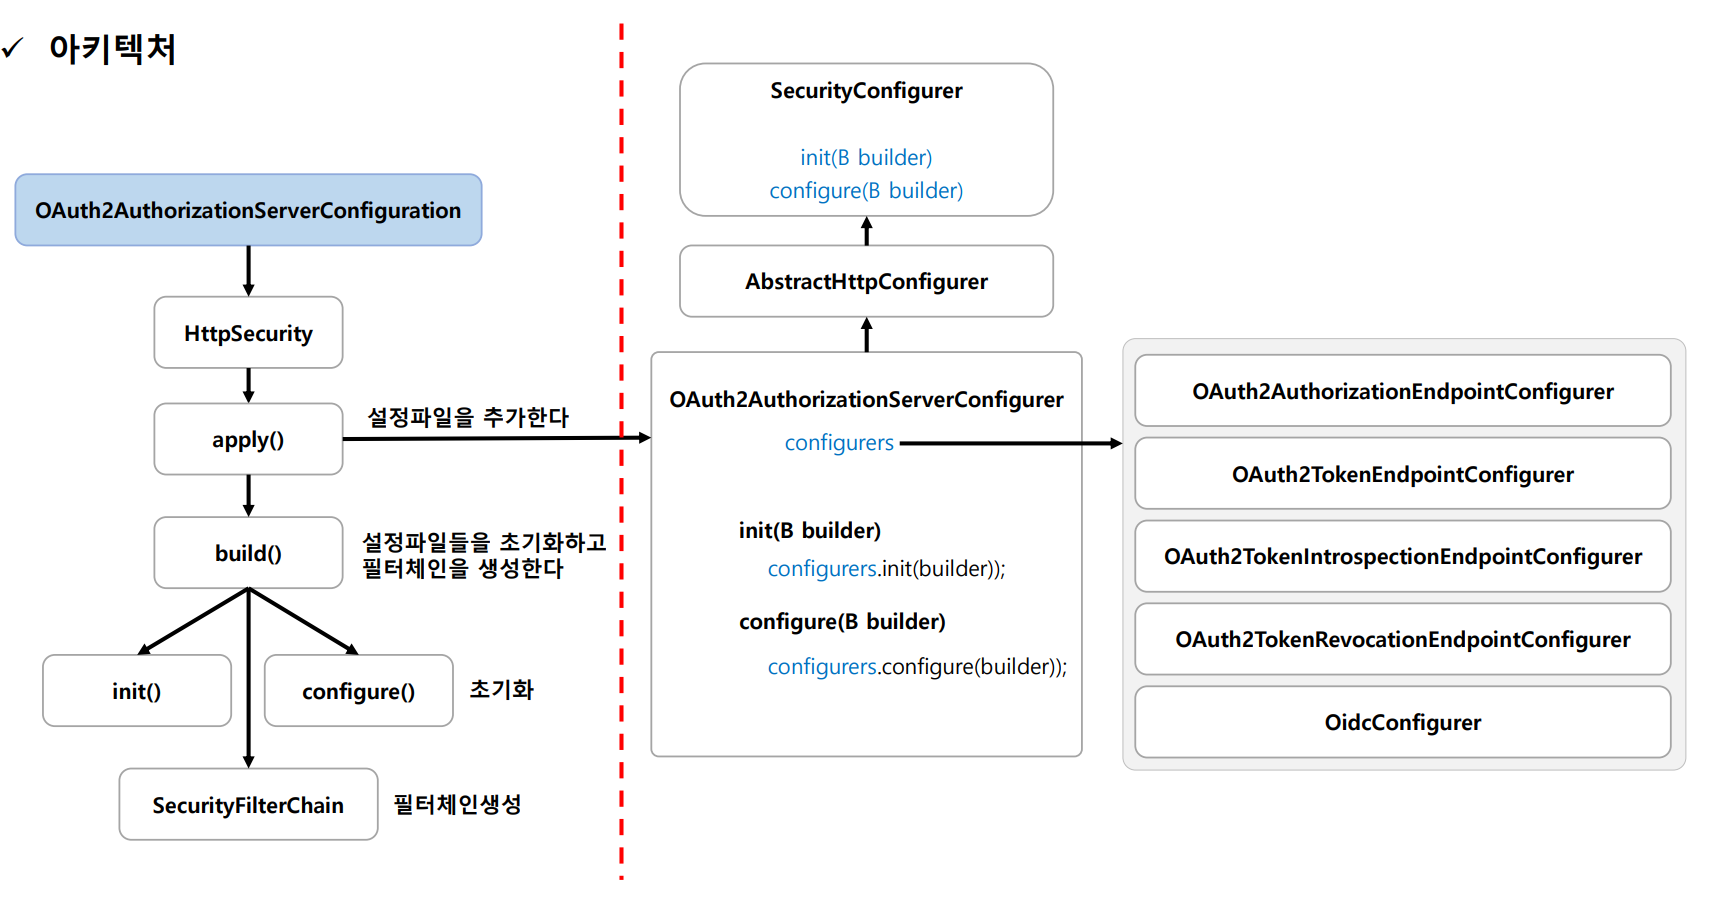 ✓ 아키텍처
OAuth2AuthorizationServerConfiguration
HttpSecurity
apply()
설정파일을 추가한다
build()
설정파일들을 초기화하고
필터체인을 생성한다
init()
configure()
초기화
SecurityFilterChain
필터체인생성
SecurityConfigurer
init(B builder)
configure(B builder)
AbstractHttpConfigurer
OAuth2AuthorizationServerConfigurer
configurers
init(B builder)
configurers.init(builder));
configure(B builder)
configurers.configure(builder));
OAuth2AuthorizationEndpointConfigurer
OAuth2TokenEndpointConfigurer
OAuth2TokenIntrospectionEndpointConfigurer
OAuth2TokenRevocationEndpointConfigurer
OidcConfigurer